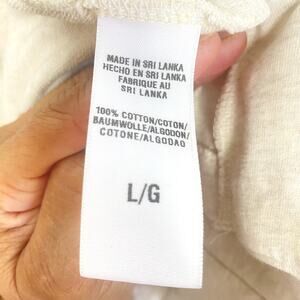 MADE IN SRI LANKA
HECHO EN SRI LANKA
FABRIQUE AU
SRI LANKA
100% COTTON/COTON/
BAUMWOLLE/ALGODON/
COTONE/ALGODAO
L/G